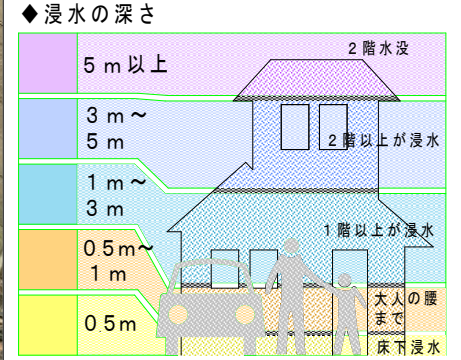 ◆浸水の深さ
5m以上
2階水没
3m～
5m
2階以上が浸水
1m～
3m
1階以上が浸水
0.5m～
1m
大人の腰
まで
0.5m
床下浸水